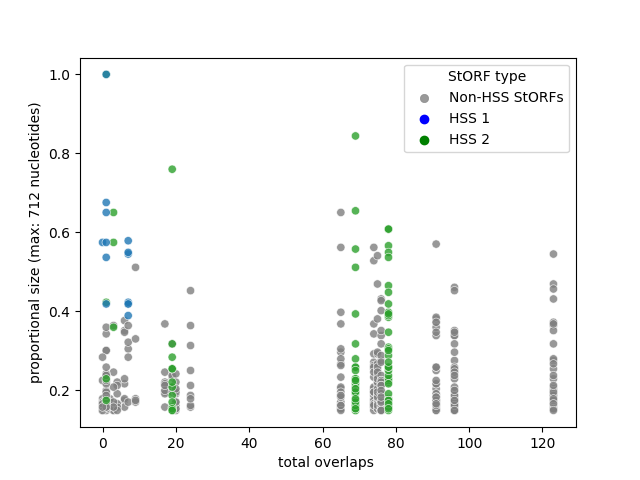 StORF type
Non-HSS StORFs
HSS 1
HSS 2
1.0
0.8
0.6
0.4
0.2
proportional size (max: 712 nucleotides)
0 20 40 60 80 100 120
total overlaps